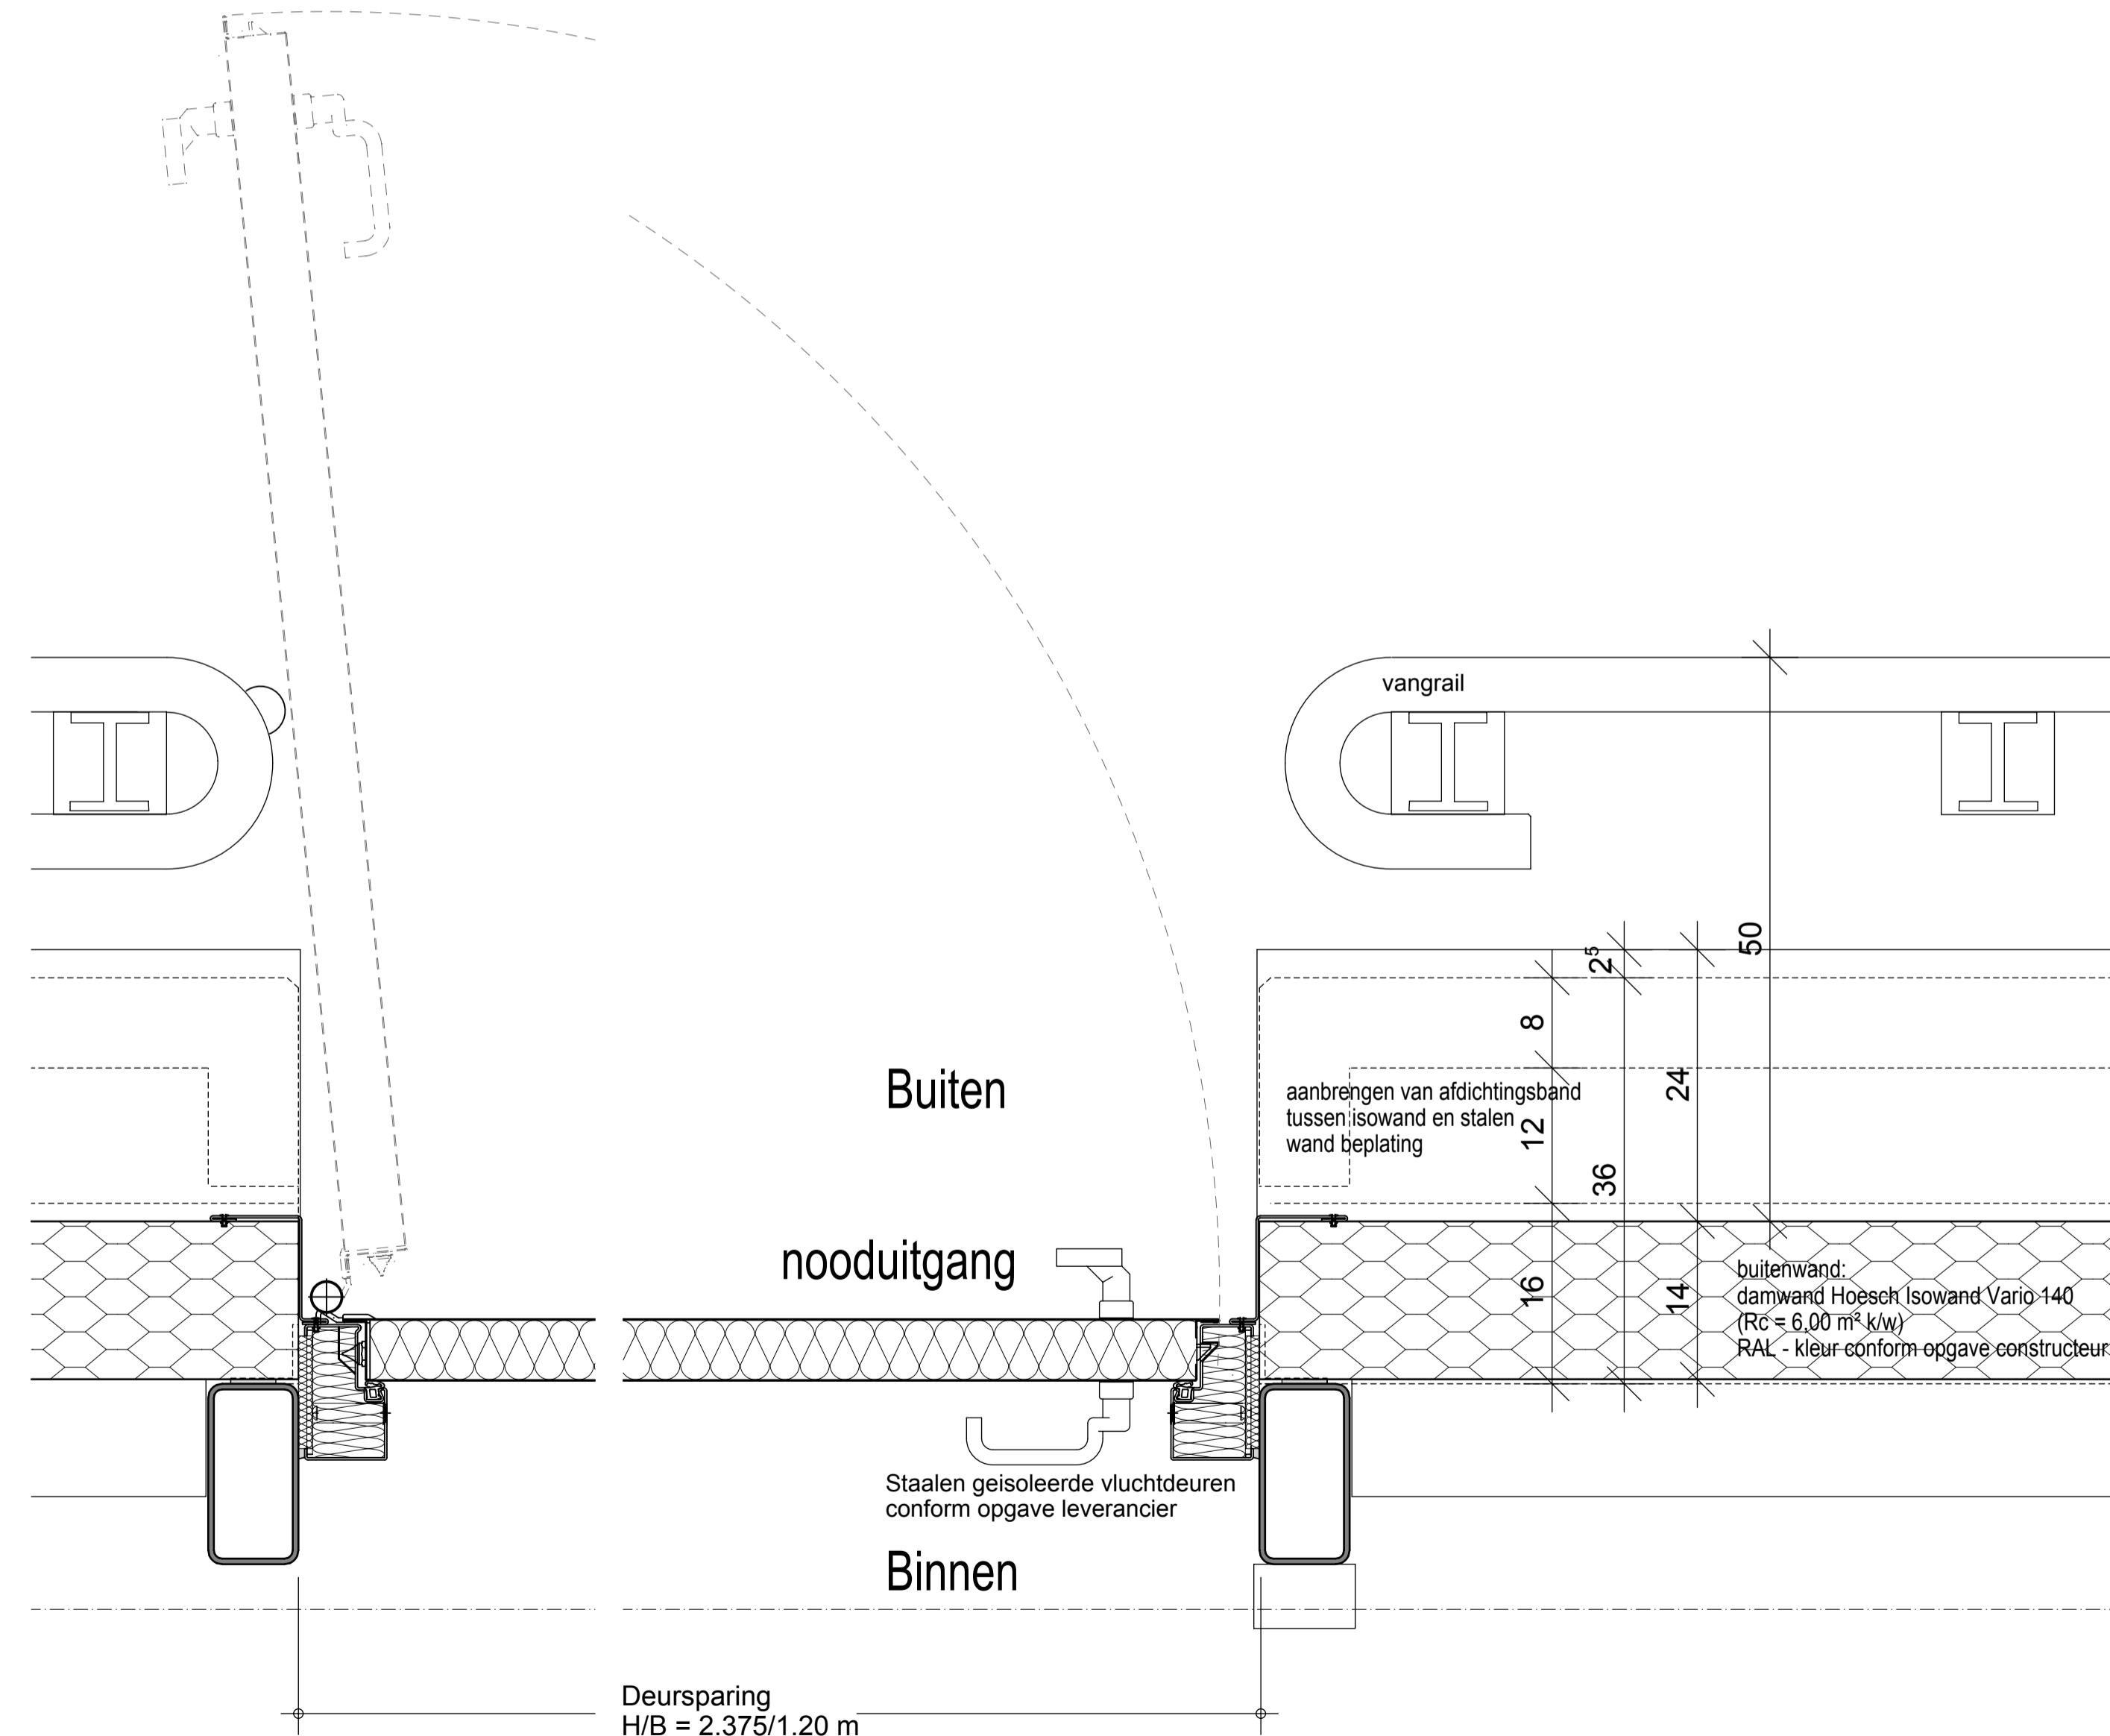 vangrail
50
2⁵
8
24
Buiten
aanbrengen van afdichtingsband
tussen isowand en stalen
wand beplating
12
36
nooduitgang
16
14
buitenwand:
damwand Hoesch Isowand Vario 140
(Rc = 6,00 m² k/w)
RAL - kleur conform opgave constructeur
Staalen geisoleerde vluchtdeuren
conform opgave leverancier
Binnen
Deursparing
H/B = 2.375/1.20 m